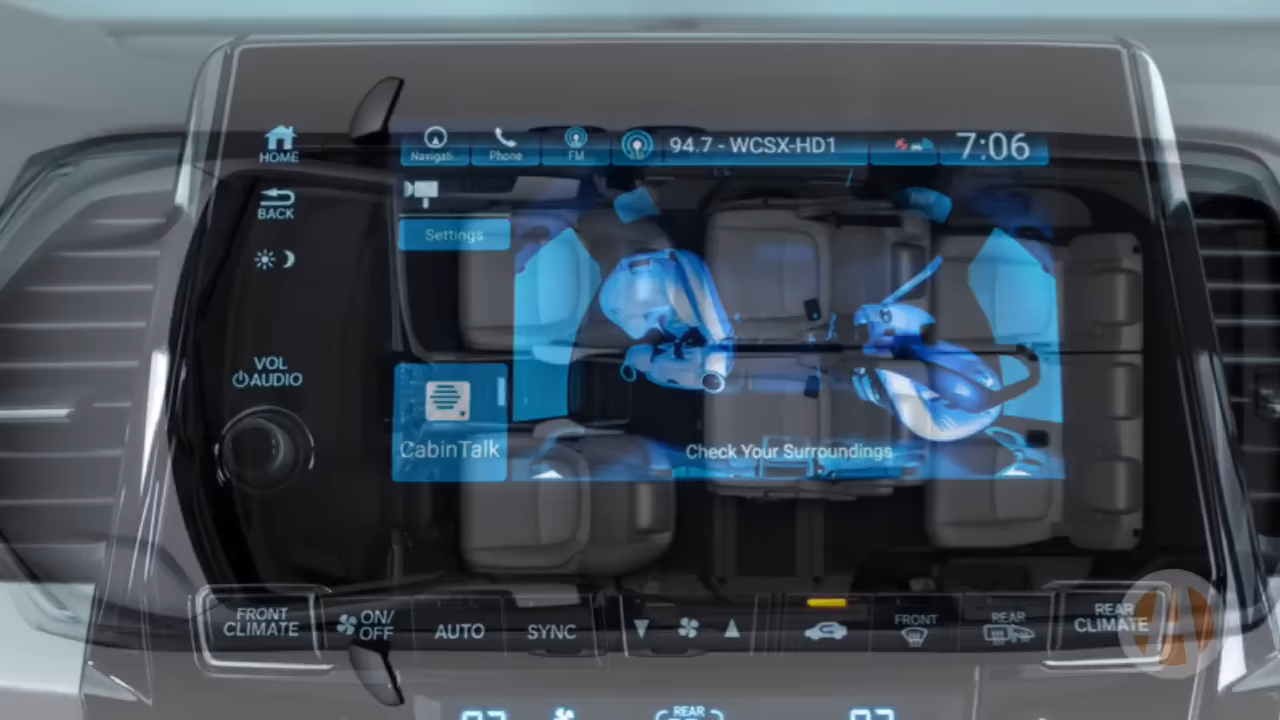 HOME
Navigati..
Phone
FM
94.7 - WCSX-HD1
7:06
BACK
Settings
VOL
AUDIO
CabinTalk
Check Your Surroundings
FRONT
CLIMATE
ON/
OFF
AUTO
SYNC
FRONT
REAR
REAR
CLIMATE
REAR